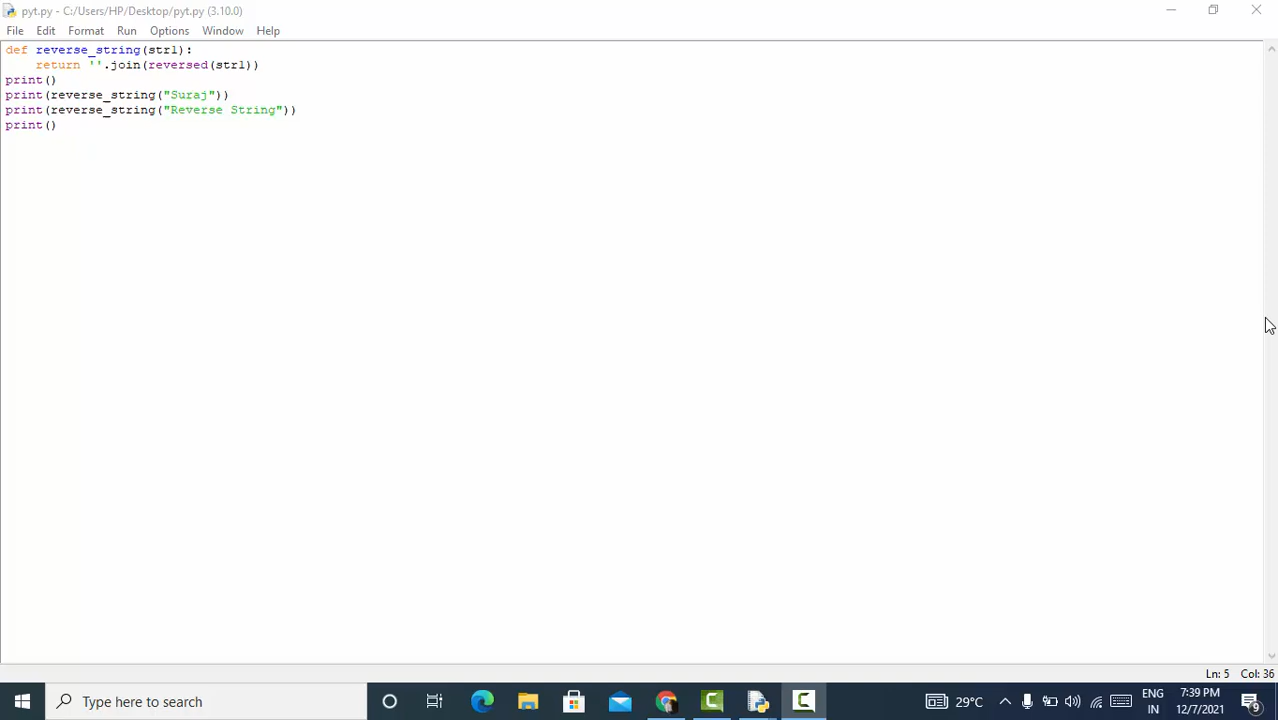 pyt.py - C:/Users/HP/Desktop/pyt.py (3.10.0)
File Edit Format Run Options Window Help
def reverse_string(str1):
    return ''.join(reversed(str1))
print()
print(reverse_string("Suraj"))
print(reverse_string("Reverse String"))
print()
Ln: 5 Col: 36
Type here to search
29°C
ENG
IN
7:39 PM
12/7/2021
9